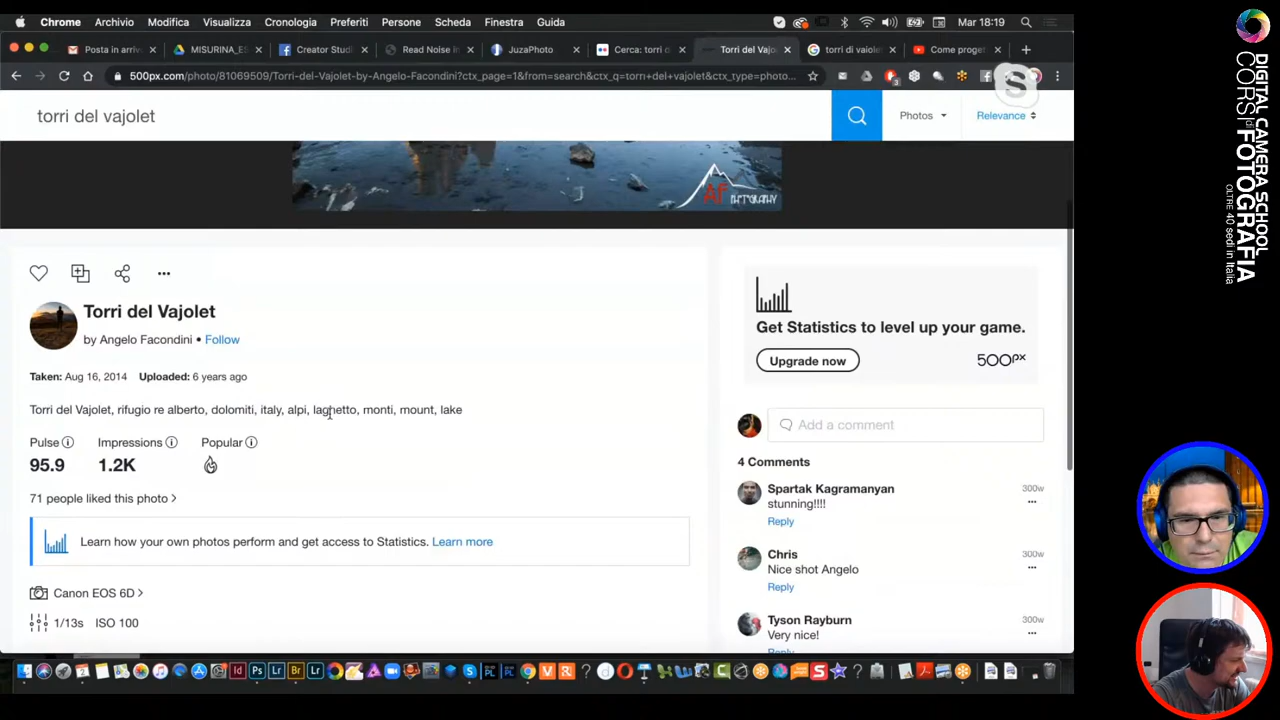 Chrome Archivio Modifica Visualizza Cronologia Preferiti Persone Scheda Finestra Guida Mar 18:19
Posta in arriv MISURINA_ES Creator Studi Read Noise in JuzaPhoto Cerca: torri d Torri del Vajo torri di vaiole Come proget
500px.com/photo/81069509/Torri-del-Vajolet-by-Angelo-Facondini?ctx_page=1&from=search&ctx_q=torri+del+vajolet&ctx_type=photo...
torri del vajolet
Photos
Relevance
Af PHOTOGRAPHY
Torri del Vajolet
by Angelo Facondini • Follow
Taken: Aug 16, 2014 Uploaded: 6 years ago
Torri del Vajolet, rifugio re alberto, dolomiti, italy, alpi, laghetto, monti, mount, lake
Pulse Impressions Popular
95.9 1.2K
71 people liked this photo >
Learn how your own photos perform and get access to Statistics. Learn more
Canon EOS 6D >
1/13s ISO 100
Get Statistics to level up your game.
Upgrade now
500px
Add a comment
4 Comments
Spartak Kagramanyan 300w
stunning!!!!
Reply
Chris 300w
Nice shot Angelo
Reply
Tyson Rayburn 300w
Very nice!
DIGITAL CAMERA SCHOOL
CORSI di FOTOGRAFIA
OLTRE 40 sedi in Italia